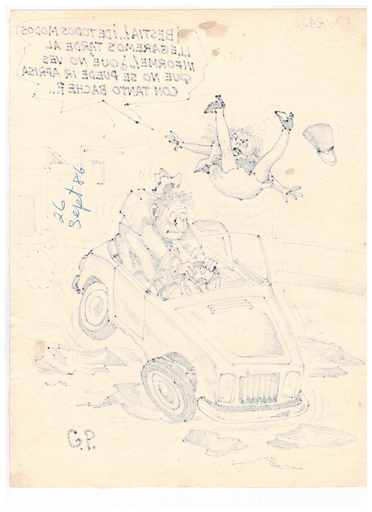 ¡BESTIA!.. ¡DE TODOS MODOS
LLEGAREMOS TARDE AL
INFORME!.. ¿QUE NO VES
QUE NO SE PUEDE IR APRISA
CON TANTO BACHE?..
26
Sept 86
G.P.